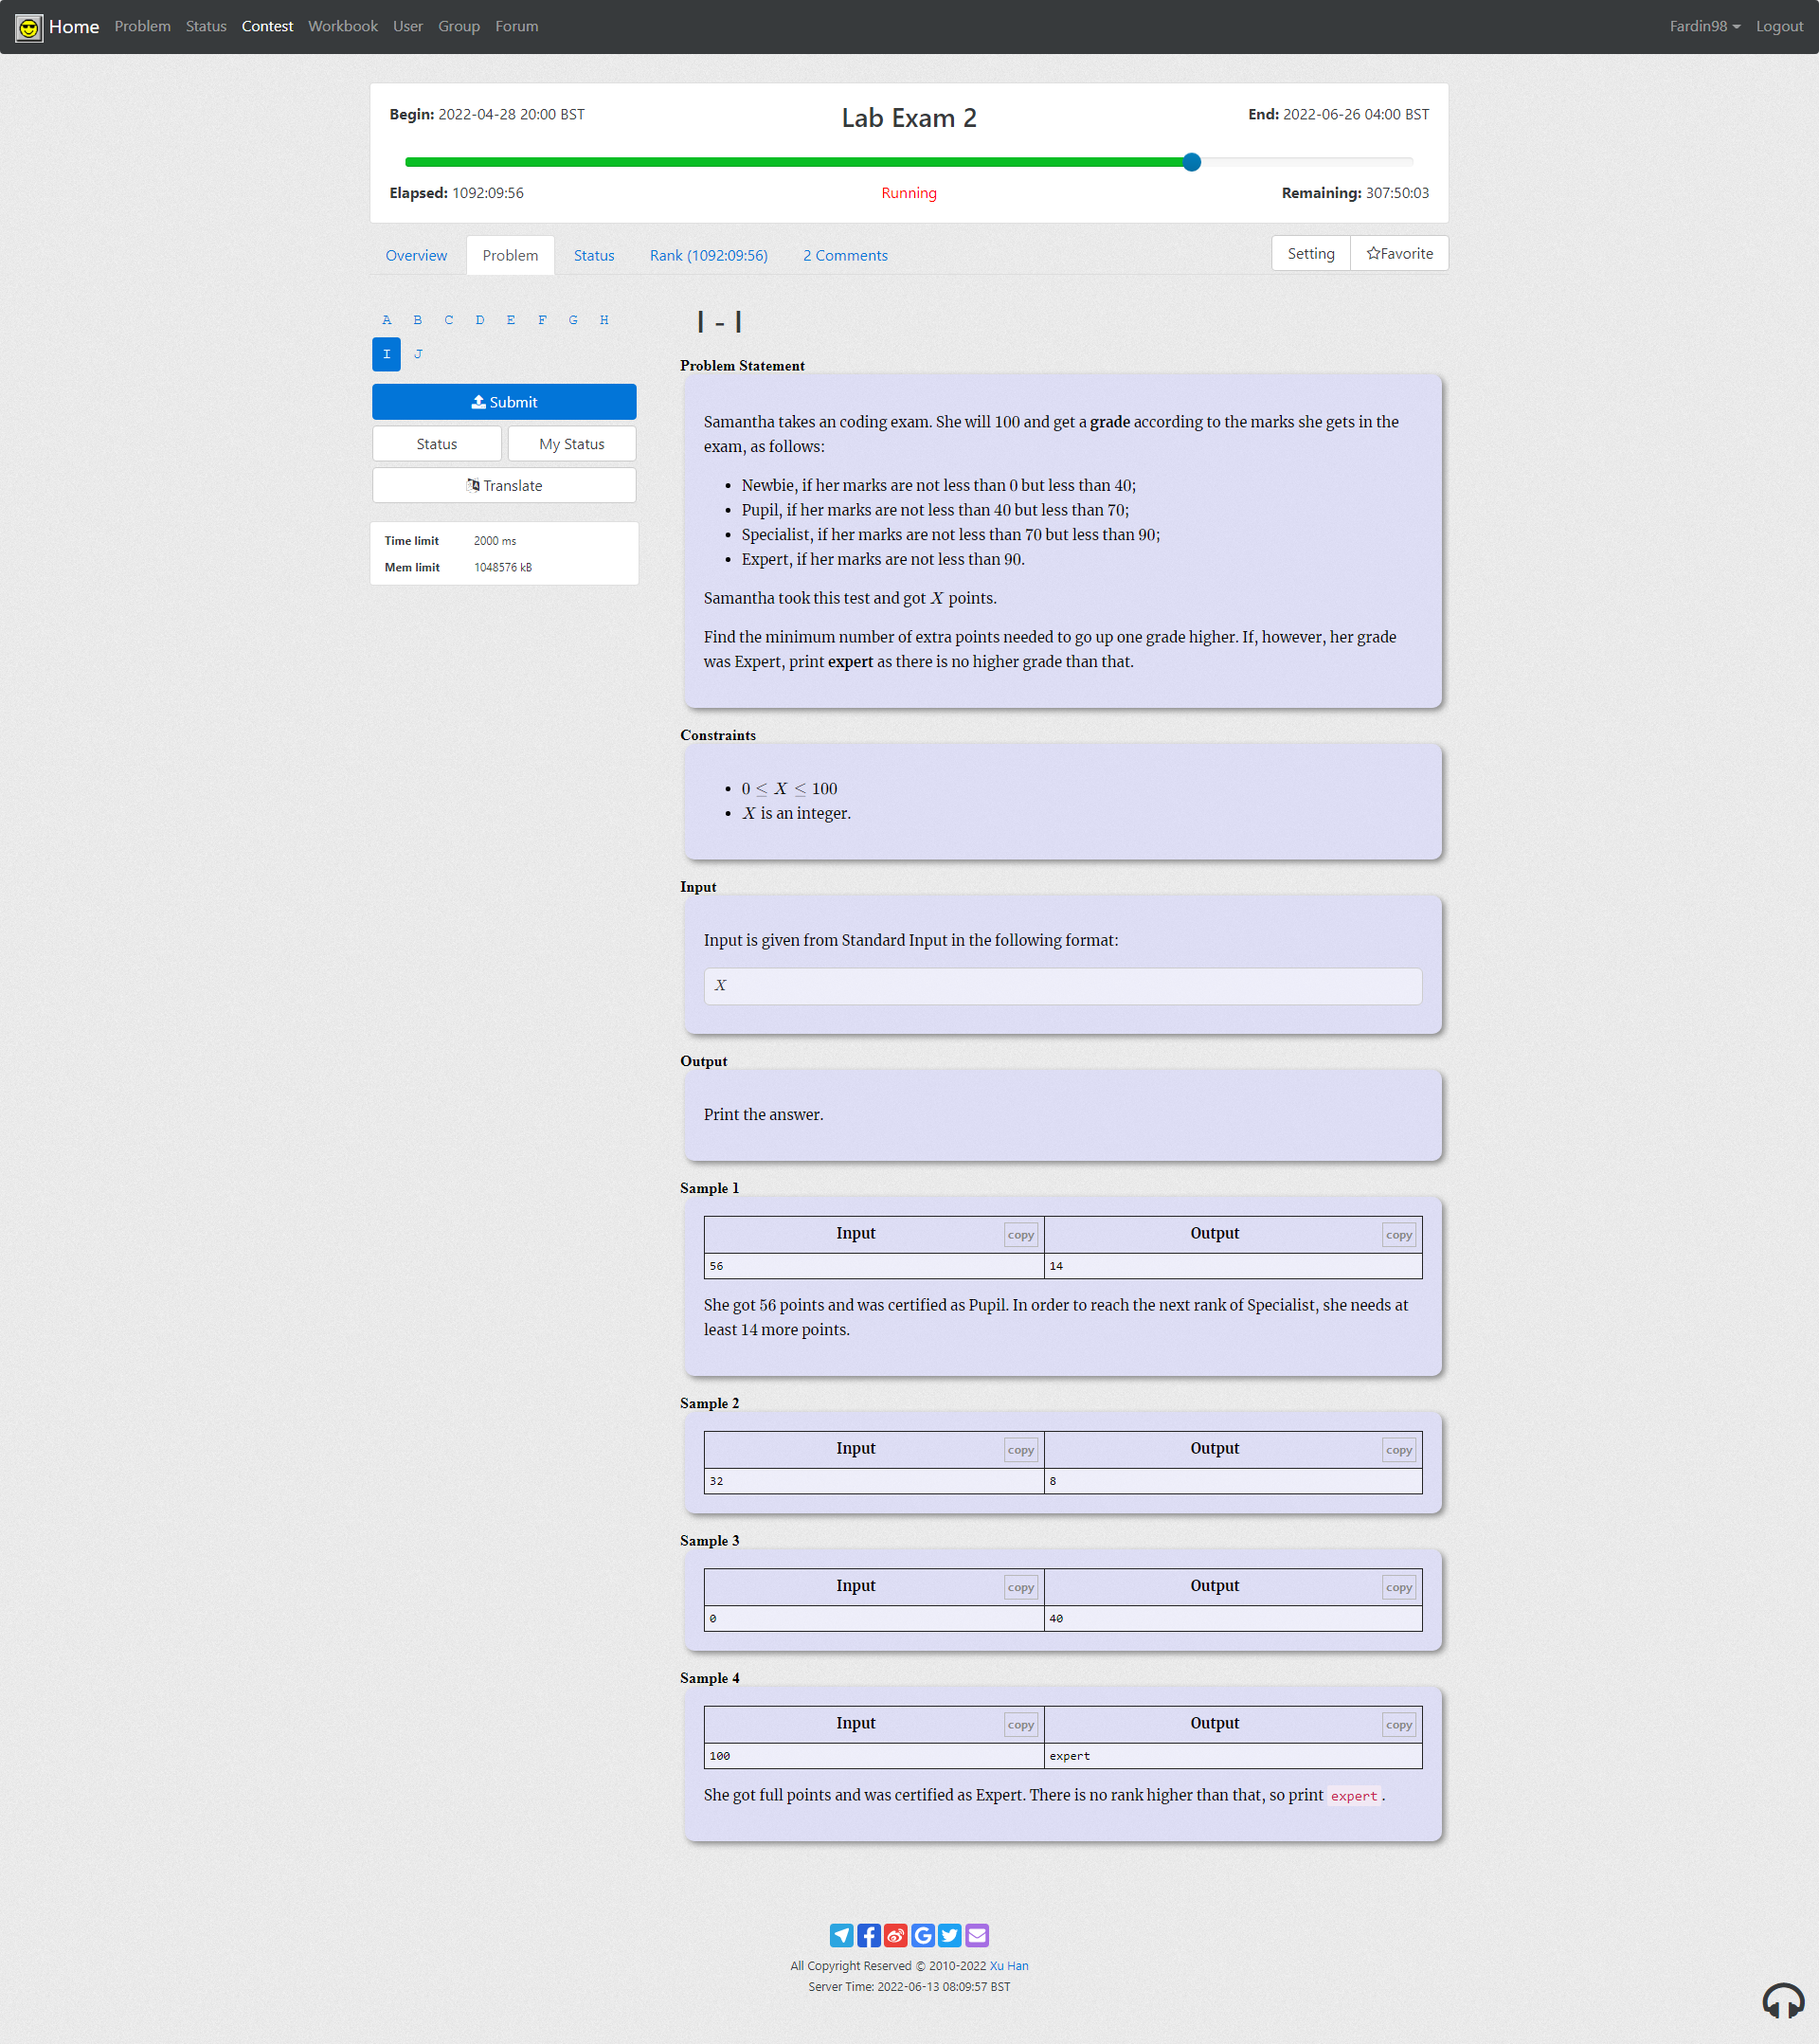 Home Problem Status Contest Workbook User Group Forum Fardin98 Logout
Begin: 2022-04-28 20:00 BST Lab Exam 2 End: 2022-06-26 04:00 BST
Elapsed: 1092:09:56 Running Remaining: 307:50:03
Overview Problem Status Rank (1092:09:56) 2 Comments Setting Favorite
A B C D E F G H
I J
Submit
Status My Status
Translate
Time limit 2000 ms
Mem limit 1048576 kB
I - I
Problem Statement
Samantha takes an coding exam. She will 100 and get a grade according to the marks she gets in the
exam, as follows:
• Newbie, if her marks are not less than 0 but less than 40;
• Pupil, if her marks are not less than 40 but less than 70;
• Specialist, if her marks are not less than 70 but less than 90;
• Expert, if her marks are not less than 90.
Samantha took this test and got X points.
Find the minimum number of extra points needed to go up one grade higher. If, however, her grade
was Expert, print expert as there is no higher grade than that.
Constraints
• 0 ≤ X ≤ 100
• X is an integer.
Input
Input is given from Standard Input in the following format:
X
Output
Print the answer.
Sample 1
Input copy Output copy
56 14
She got 56 points and was certified as Pupil. In order to reach the next rank of Specialist, she needs at
least 14 more points.
Sample 2
Input copy Output copy
32 8
Sample 3
Input copy Output copy
0 40
Sample 4
Input copy Output copy
100 expert
She got full points and was certified as Expert. There is no rank higher than that, so print expert.
All Copyright Reserved © 2010-2022 Xu Han
Server Time: 2022-06-13 08:09:57 BST